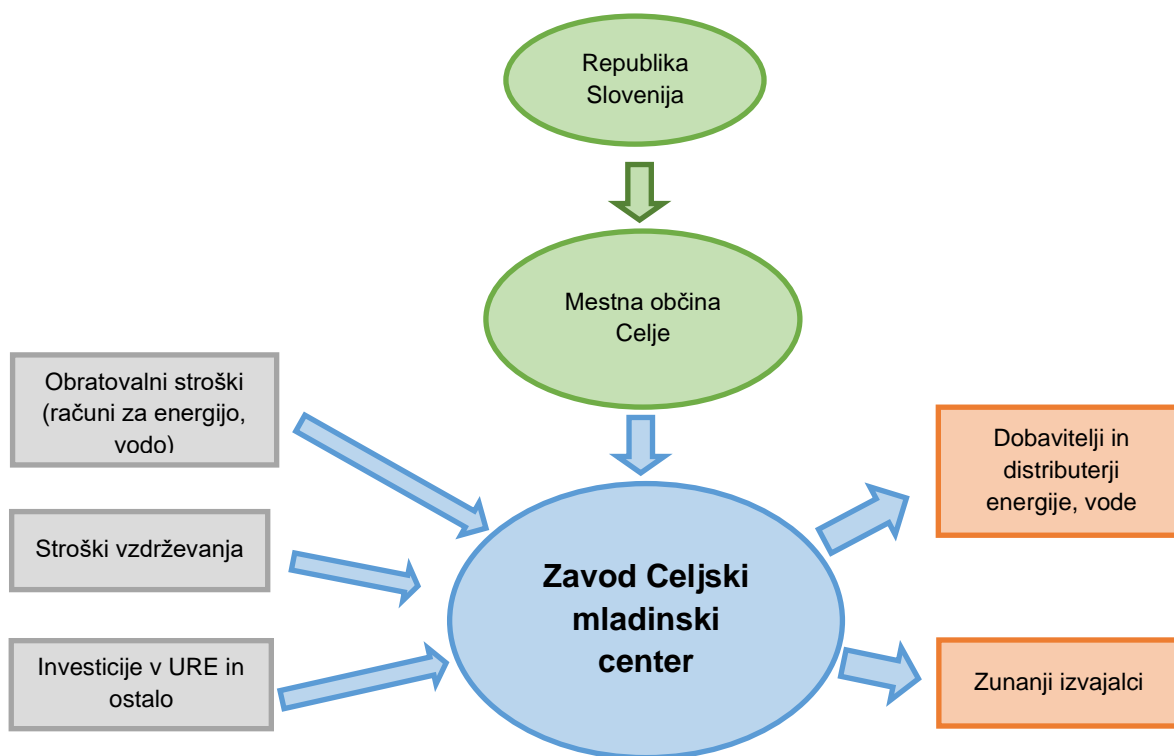 Republika
Slovenija
Mestna občina
Celje
Obratovalni stroški
(računi za energijo,
vodo)
Stroški vzdrževanja
Investicije v URE in
ostalo
Zavod Celjski
mladinski
center
Dobavitelji in
distributerji
energije, vode
Zunanji izvajalci